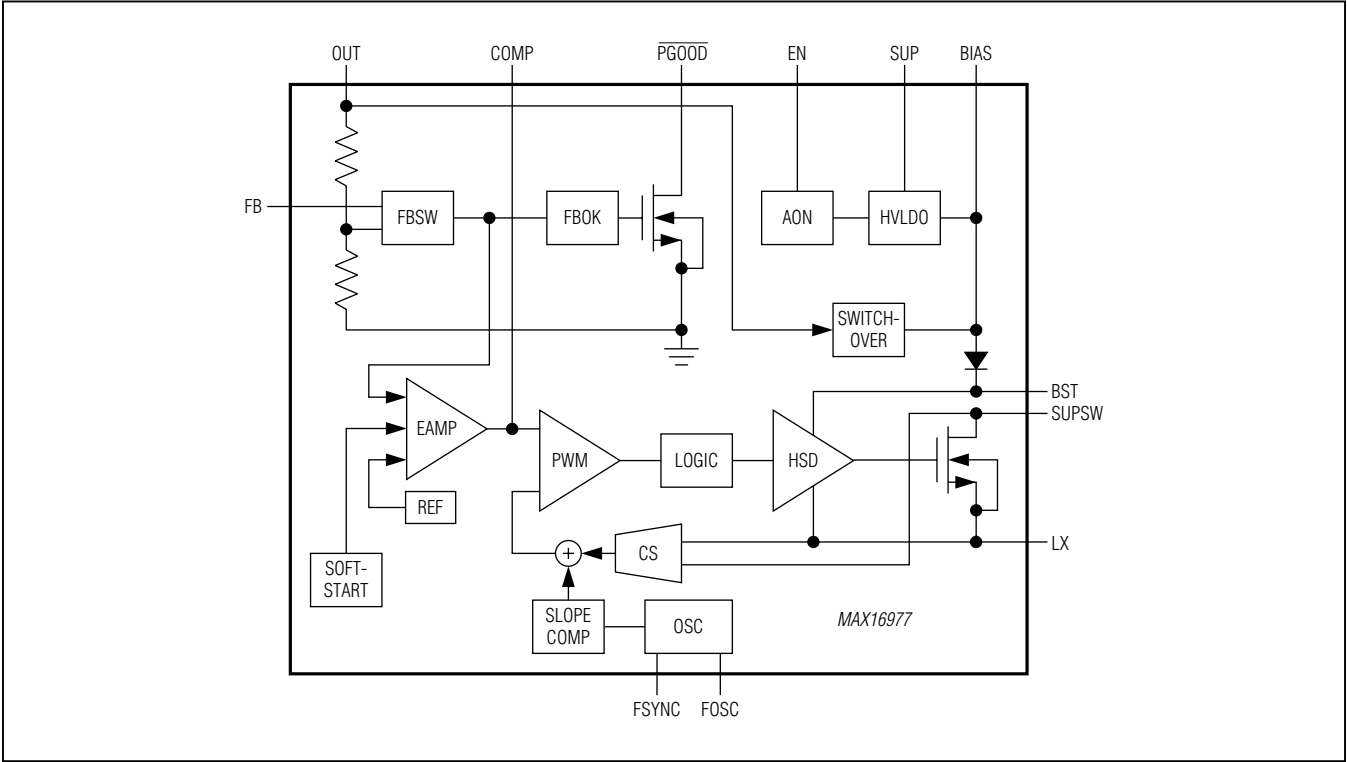 OUT COMP PGOOD EN SUP BIAS
FB
FBSW
FBOK
AON
HVLDO
SWITCH-
OVER
BST
SUPSW
EAMP
PWM
LOGIC
HSD
REF
LX
CS
+
SOFT-
START
SLOPE
COMP
OSC
MAX16977
FSYNC FOSC